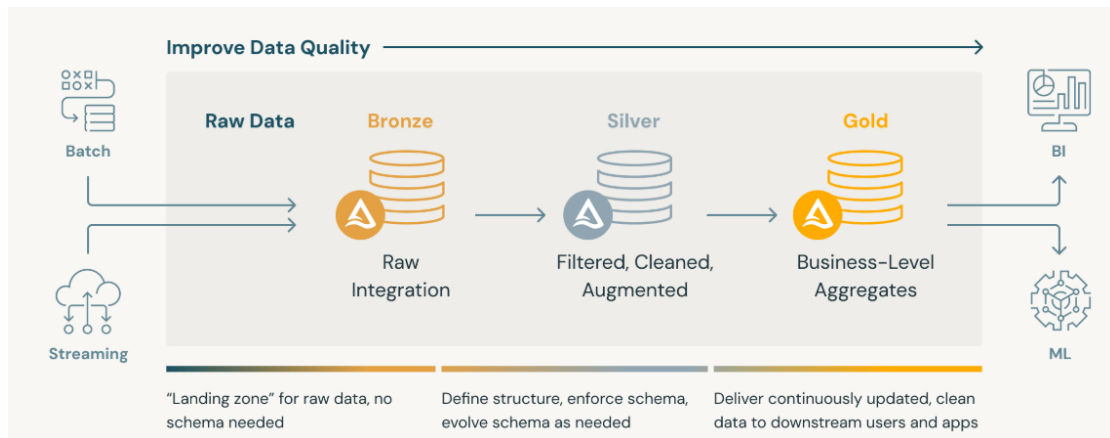 Improve Data Quality
Batch
Streaming
Raw Data
Bronze
Silver
Gold
Raw
Integration
Filtered, Cleaned,
Augmented
Business-Level
Aggregates
BI
ML
“Landing zone” for raw data, no
schema needed
Define structure, enforce schema,
evolve schema as needed
Deliver continuously updated, clean
data to downstream users and apps